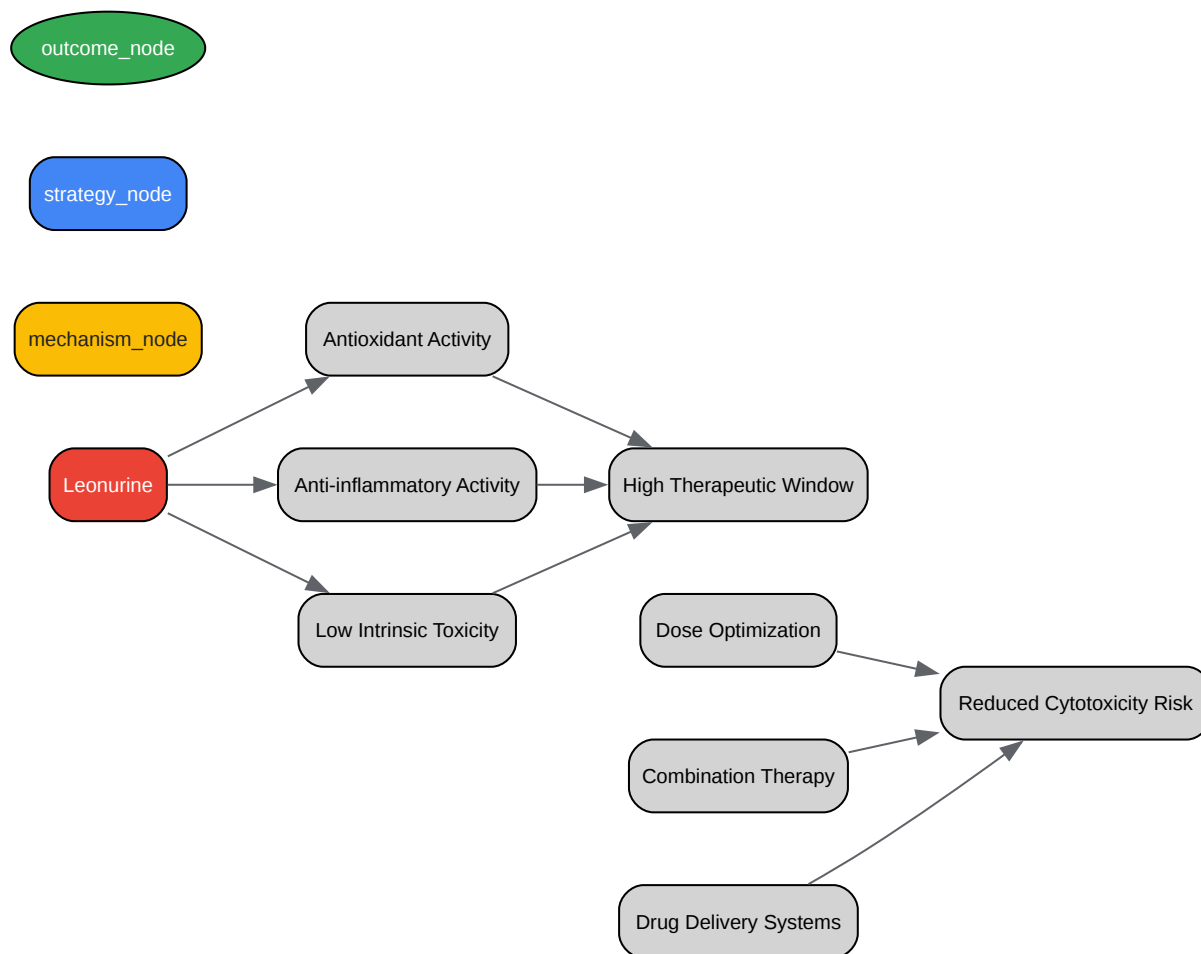 outcome_node
strategy_node
mechanism_node
Antioxidant Activity
Leonurine
Anti-inflammatory Activity
High Therapeutic Window
Low Intrinsic Toxicity
Dose Optimization
Reduced Cytotoxicity Risk
Combination Therapy
Drug Delivery Systems